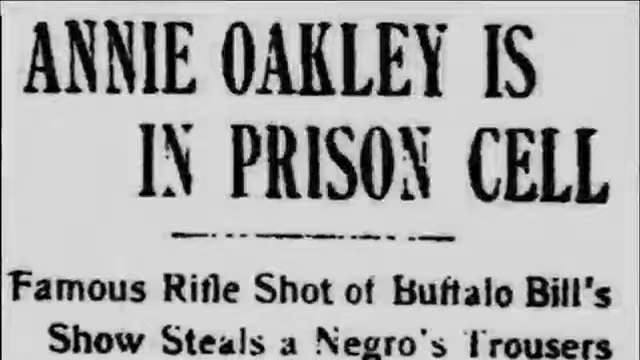 ANNIE OAKLEY IS
IN PRISON CELL
Famous Rifle Shot of Buffalo Bill's
Show Steals a Negro's Trousers